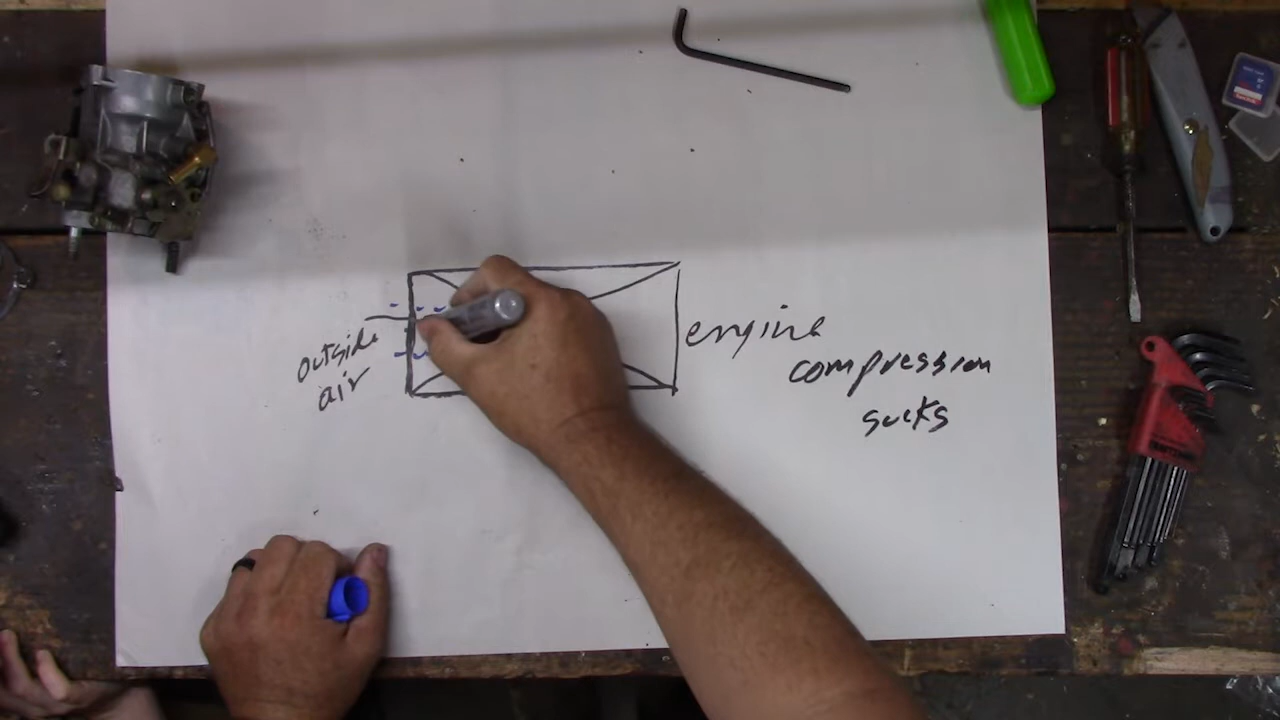 outside
air
engine
compression
sucks